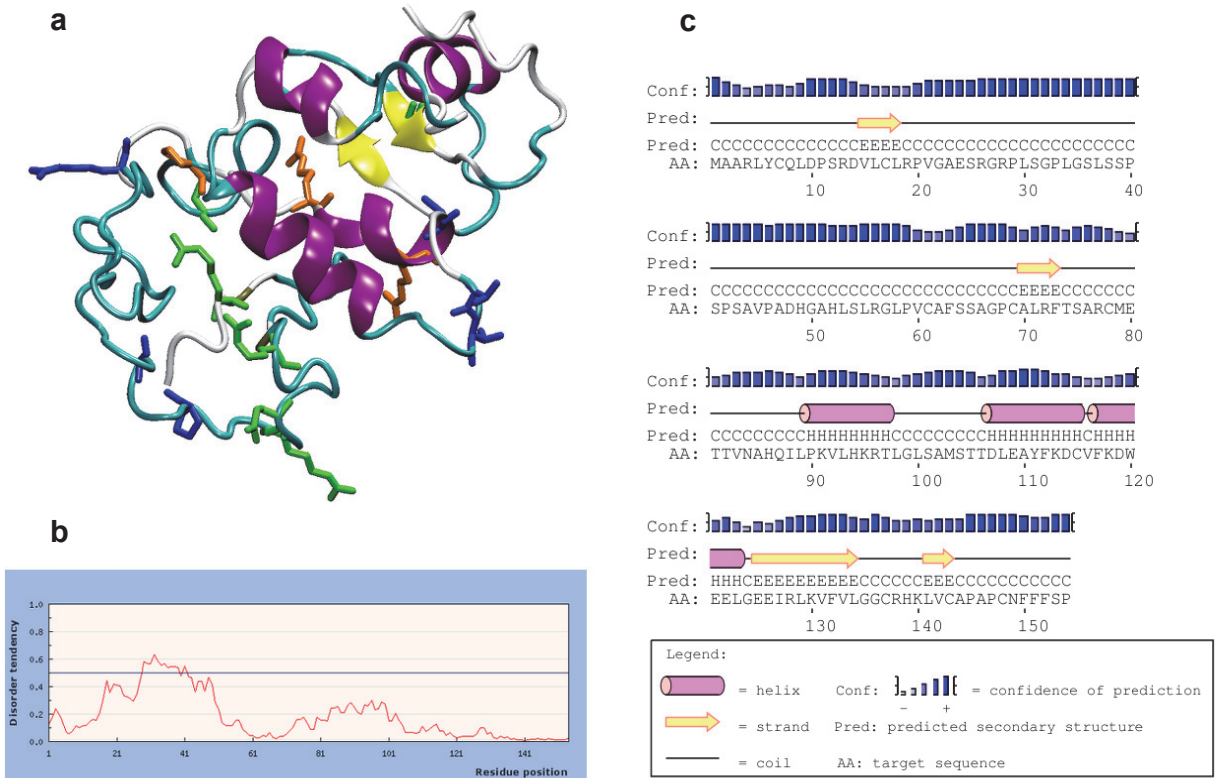 a
c
Conf:
Pred:
Pred: CCCCCCCCCCCCCCEEEECCCCCCCCCCCCCCCCCCCCCC
AA: MAARLYCQLDPSRDVLCLRPVGAESRGRPLSGPLGSLSSP
10 20 30 40
Conf:
Pred:
Pred: CCCCCCCCCCCCCCCCCCCCCCCCCCCCCEEEECCCCCCC
AA: SPSAVPADHGAHLSLRGLPVCAFSSAGPCALRFTSARCME
50 60 70 80
Conf:
Pred:
Pred: CCCCCCCCCHHHHHHHHCCCCCCCCCHHHHHHHHHCHHHH
AA: TTVNAHQILPKVLHKRTLGLSAMSTTDLEAYFKDCVFKDW
90 100 110 120
Conf:
Pred:
Pred: HHHCEEEEEEEEEECCCCCCEEECCCCCCCCCCC
AA: EELGEEIRLKVFVLGGCRHKLVCAPAPCNFFFSP
130 140 150
Legend:
= helix Conf: = confidence of prediction
- +
= strand Pred: predicted secondary structure
= coil AA: target sequence
b
Disorder tendency
1.0
0.8
0.6
0.4
0.2
0.0
1 21 41 61 81 101 121 141
Residue position